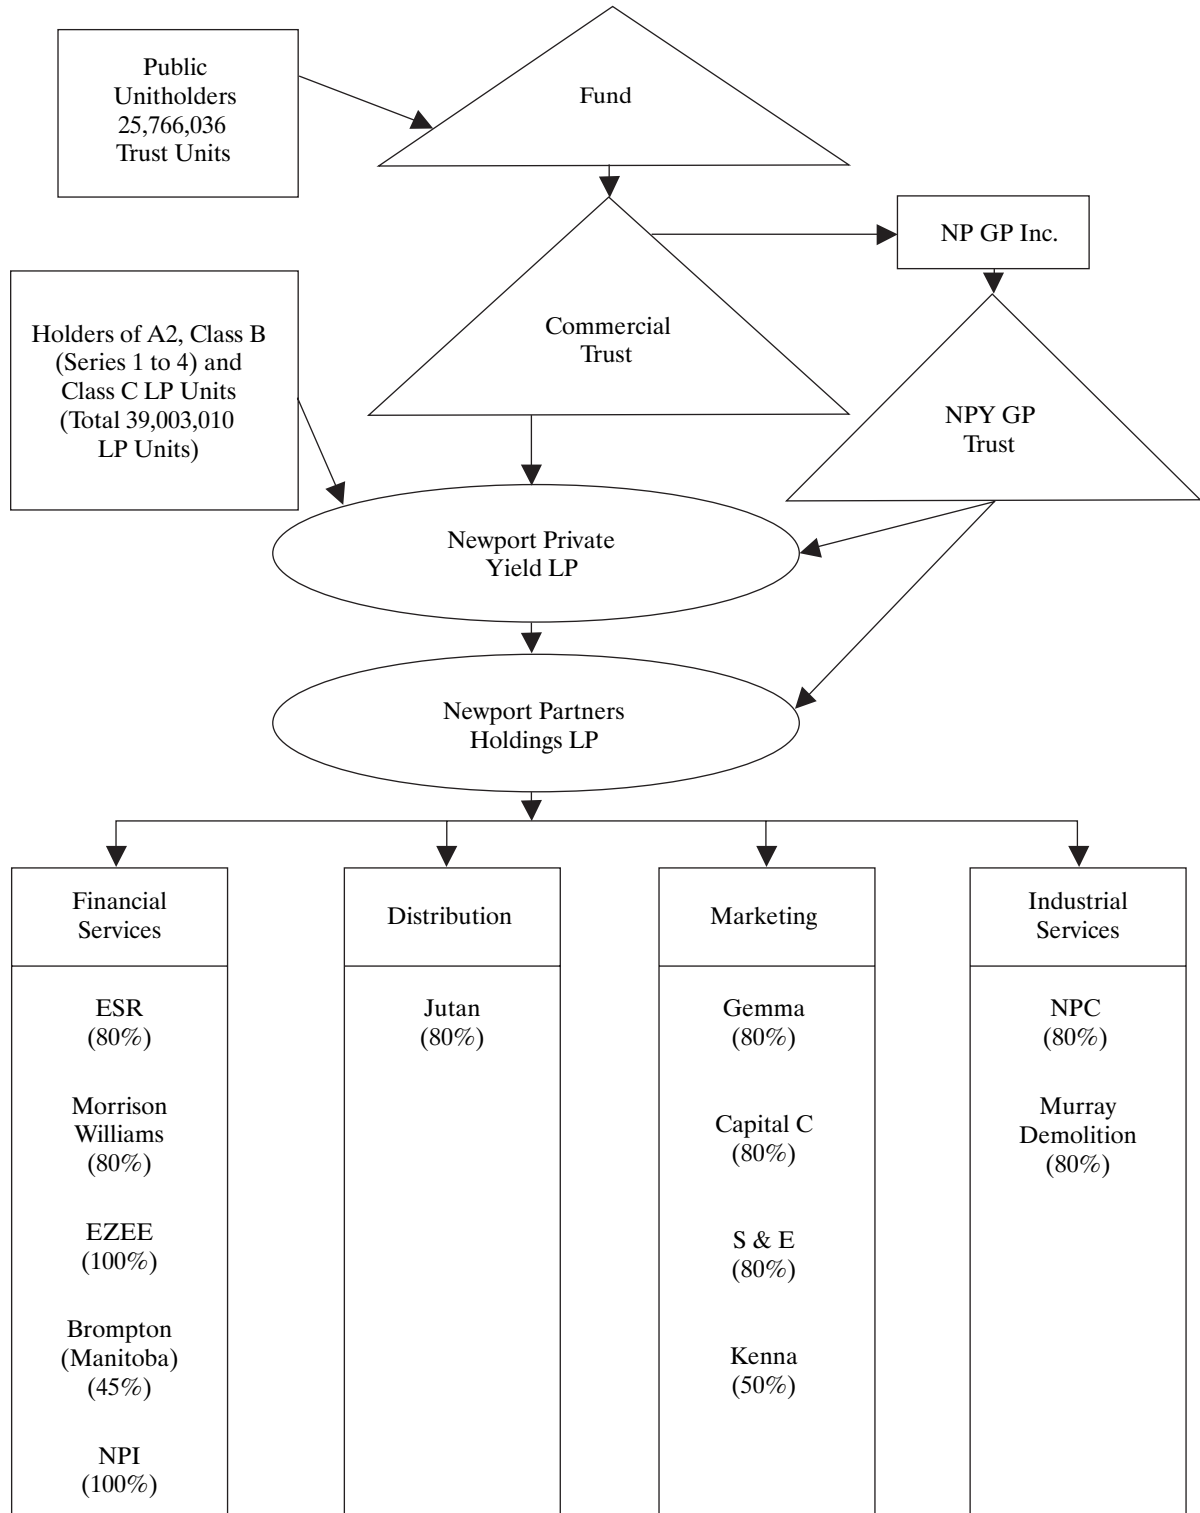 Public
Unitholders
25,766,036
Trust Units
Fund
NP GP Inc.
Holders of A2, Class B
(Series 1 to 4) and
Class C LP Units
(Total 39,003,010
LP Units)
Commercial
Trust
NPY GP
Trust
Newport Private
Yield LP
Newport Partners
Holdings LP
Financial
Services
ESR
(80%)
Morrison
Williams
(80%)
EZEE
(100%)
Brompton
(Manitoba)
(45%)
NPI
(100%)
Distribution
Jutan
(80%)
Marketing
Gemma
(80%)
Capital C
(80%)
S & E
(80%)
Kenna
(50%)
Industrial
Services
NPC
(80%)
Murray
Demolition
(80%)